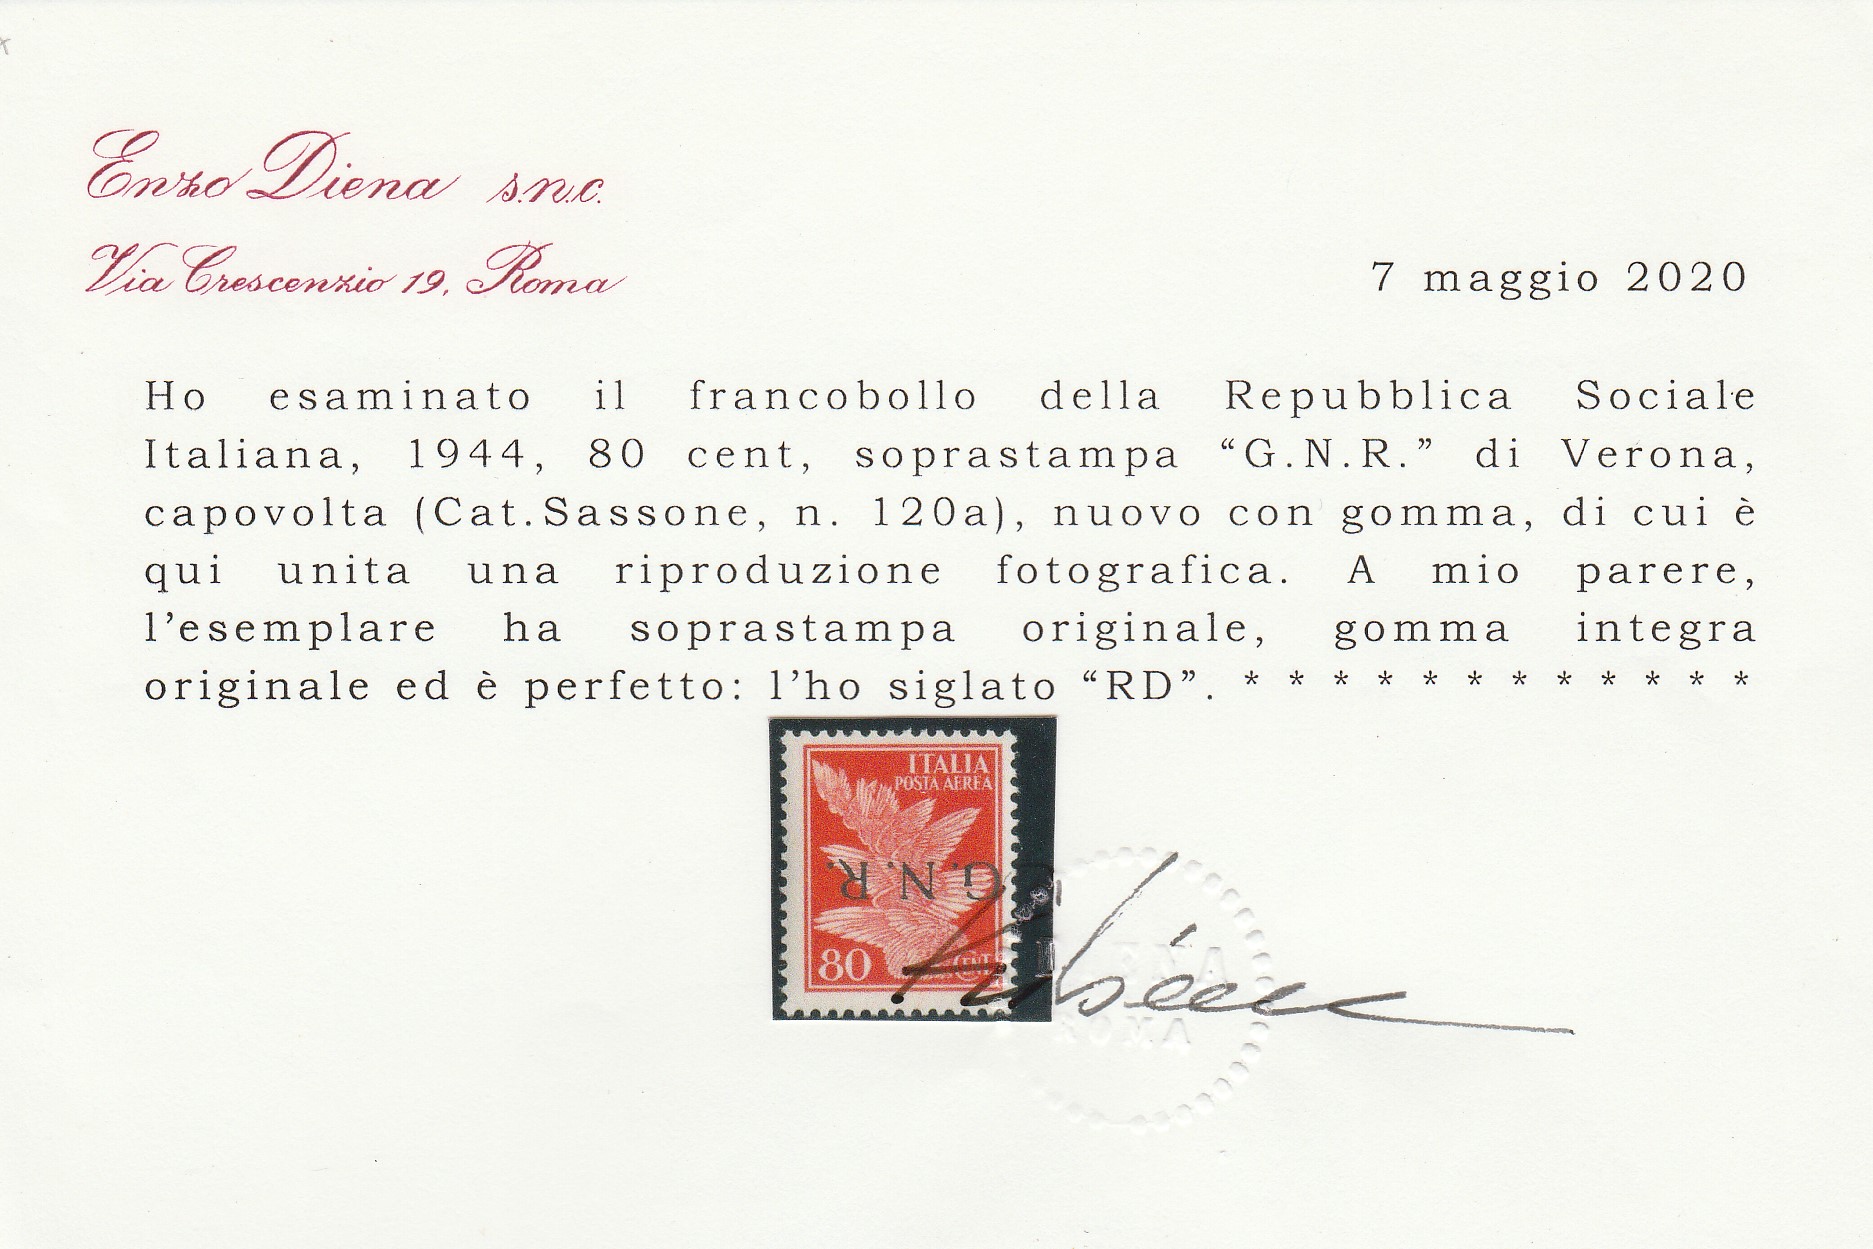 Enzo Diena s.n.c.
Via Crescenzio 19, Roma
7 maggio 2020
Ho esaminato il francobollo della Repubblica Sociale
Italiana, 1944, 80 cent, soprastampa “G.N.R.” di Verona,
capovolta (Cat.Sassone, n. 120a), nuovo con gomma, di cui è
qui unita una riproduzione fotografica. A mio parere,
l’esemplare ha soprastampa originale, gomma integra
originale ed è perfetto: l’ho siglato “RD”. * * * * * * * * * * * *
ITALIA
POSTA AEREA
G.N.R.
80 CENT